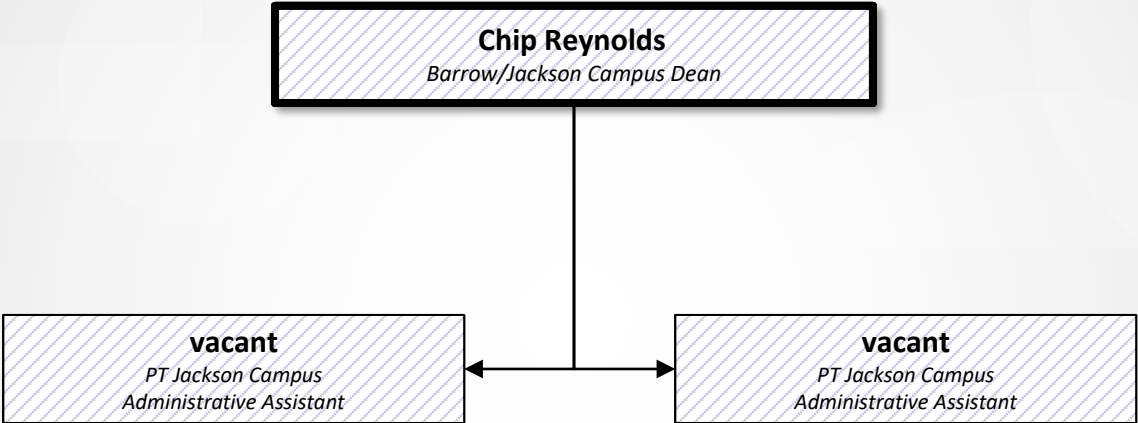 Chip Reynolds
Barrow/Jackson Campus Dean
vacant
PT Jackson Campus
Administrative Assistant
vacant
PT Jackson Campus
Administrative Assistant